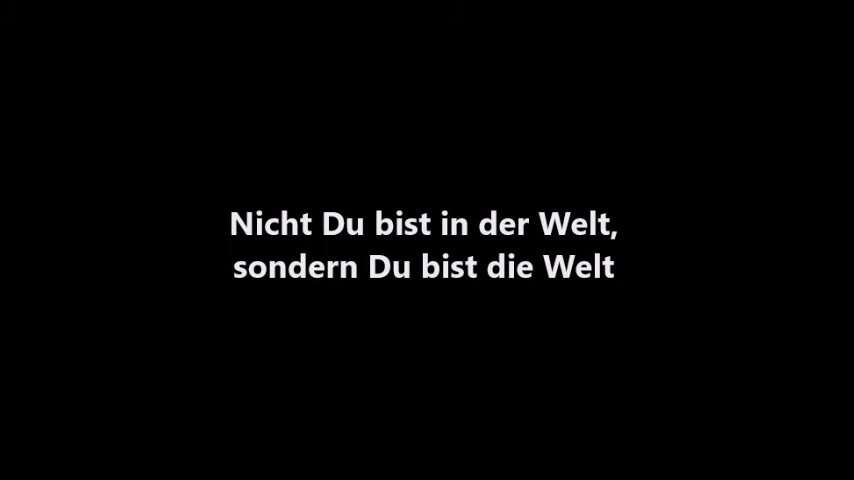 Nicht Du bist in der Welt,
sondern Du bist die Welt